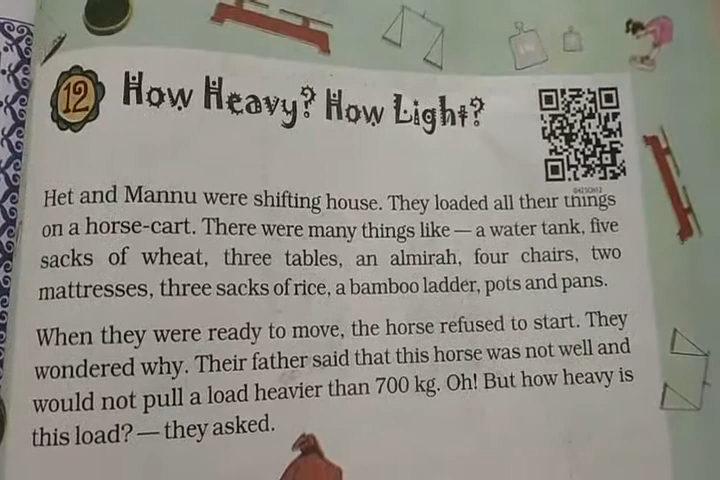 12 How Heavy? How Light?
0421CH12
Het and Mannu were shifting house. They loaded all their things
on a horse-cart. There were many things like — a water tank, five
sacks of wheat, three tables, an almirah, four chairs, two
mattresses, three sacks of rice, a bamboo ladder, pots and pans.
When they were ready to move, the horse refused to start. They
wondered why. Their father said that this horse was not well and
would not pull a load heavier than 700 kg. Oh! But how heavy is
this load? — they asked.